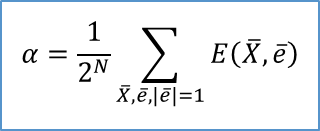 α = 1/2^N ∑_{X̄,ē,|ē|=1} E(X̄, ē)